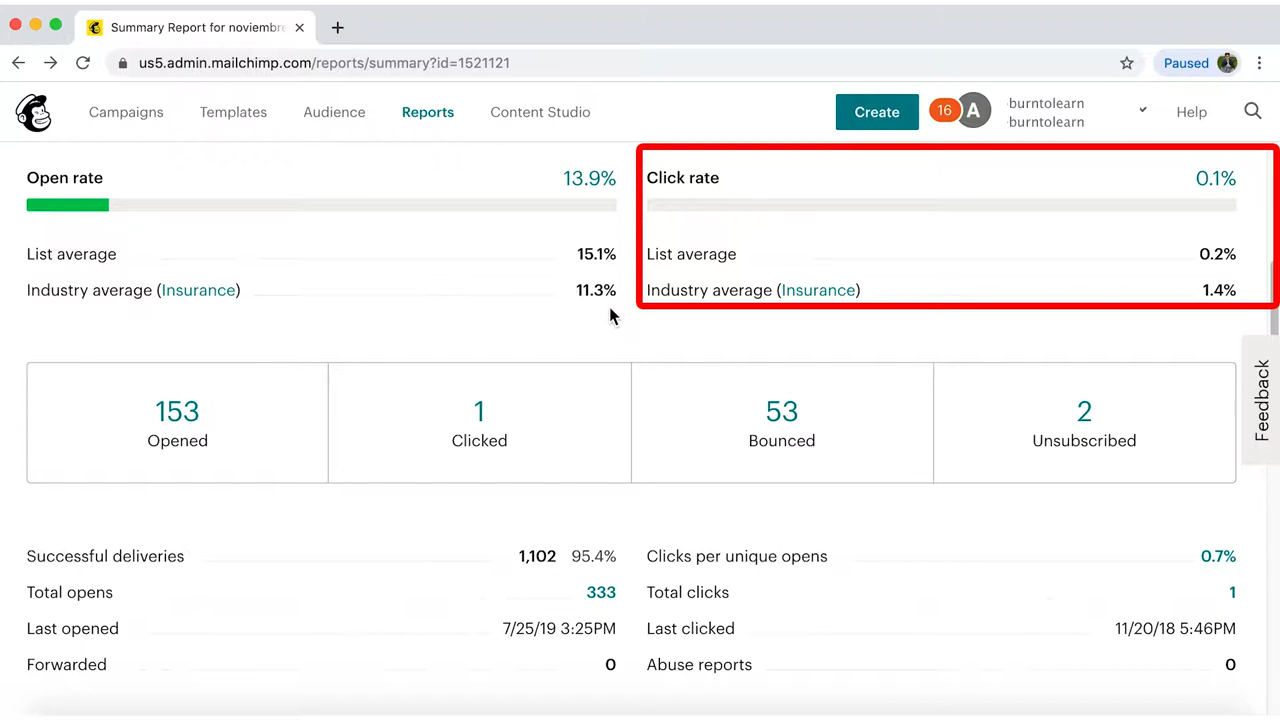 Summary Report for noviembre
us5.admin.mailchimp.com/reports/summary?id=1521121
Paused
Campaigns
Templates
Audience
Reports
Content Studio
Create
16
A
burntolearn
burntolearn
Help
Open rate
13.9%
List average
15.1%
Industry average (Insurance)
11.3%
Click rate
0.1%
List average
0.2%
Industry average (Insurance)
1.4%
Feedback
153
Opened
1
Clicked
53
Bounced
2
Unsubscribed
Successful deliveries
1,102 95.4%
Total opens
333
Last opened
7/25/19 3:25PM
Forwarded
0
Clicks per unique opens
0.7%
Total clicks
1
Last clicked
11/20/18 5:46PM
Abuse reports
0